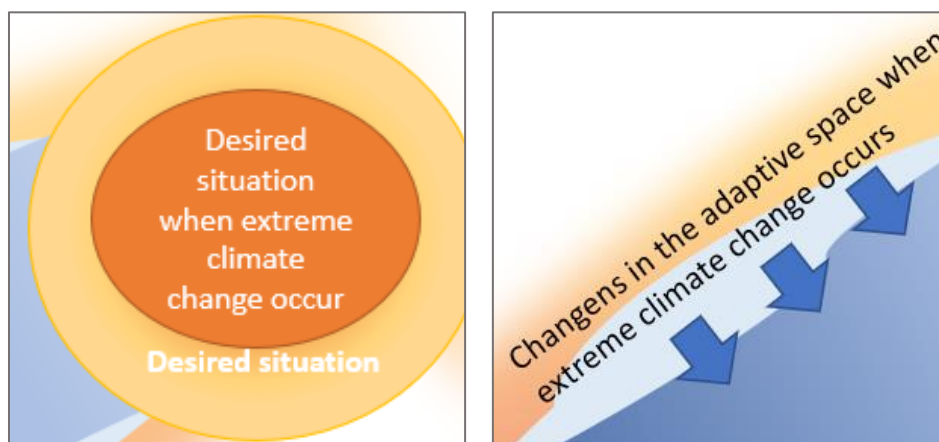 Desired
situation
when extreme
climate
change occur
Desired situation
Changens in the adaptive space when
extreme climate change occurs